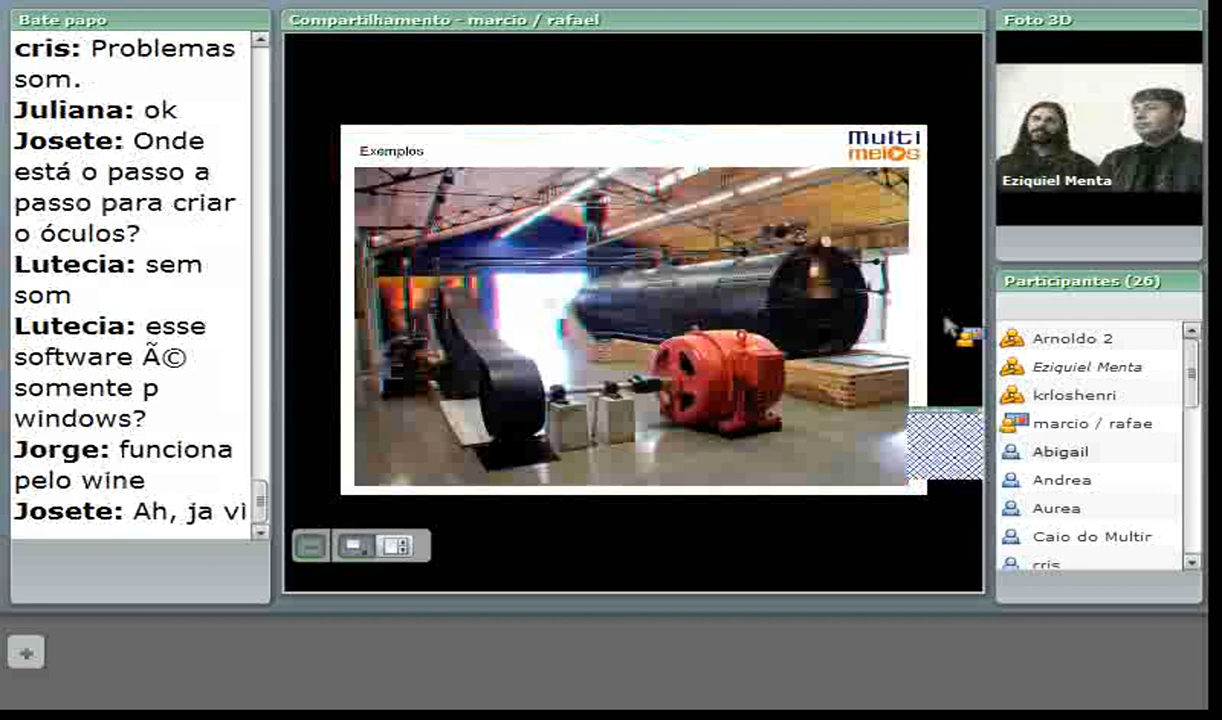 Bate papo
cris: Problemas
som.
Juliana: ok
Josete: Onde
está o passo a
passo para criar
o óculos?
Lutecia: sem
som
Lutecia: esse
software Ã©
somente p
windows?
Jorge: funciona
pelo wine
Josete: Ah, ja vi
Compartilhamento - marcio / rafael
Exemplos
Multi
meios
Foto 3D
Eziquiel Menta
Participantes (26)
Arnoldo 2
Eziquiel Menta
krloshenri
marcio / rafae
Abigail
Andrea
Aurea
Caio do Multir
cris